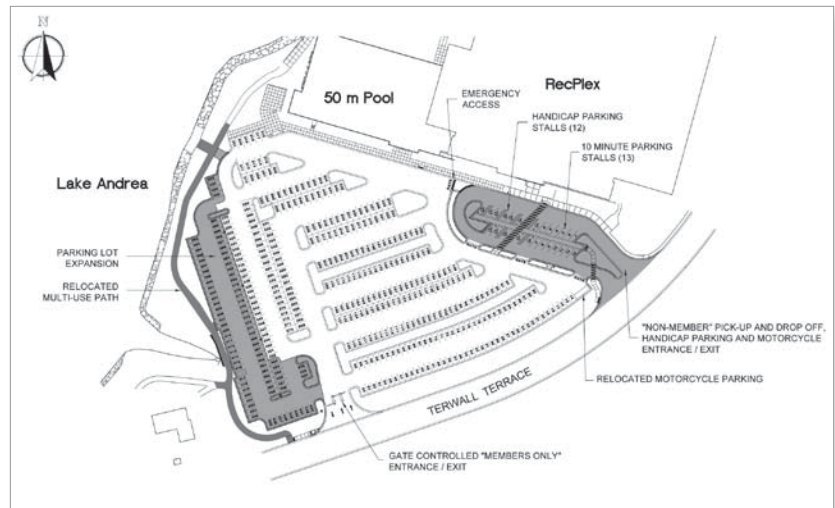 N
50 m Pool
RecPlex
EMERGENCY
ACCESS
HANDICAP PARKING
STALLS (12)
10 MINUTE PARKING
STALLS (13)
Lake Andrea
PARKING LOT
EXPANSION
RELOCATED
MULTI-USE PATH
"NON-MEMBER" PICK-UP AND DROP OFF,
HANDICAP PARKING AND MOTORCYCLE
ENTRANCE / EXIT
RELOCATED MOTORCYCLE PARKING
TERWALL TERRACE
GATE CONTROLLED "MEMBERS ONLY"
ENTRANCE / EXIT